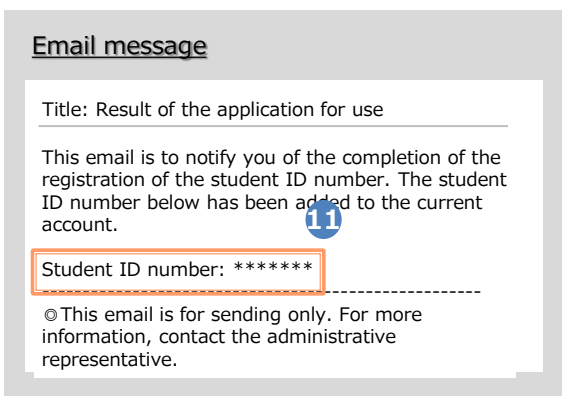 Email message
Title: Result of the application for use
This email is to notify you of the completion of the
registration of the student ID number. The student
ID number below has been added to the current
account.
11
Student ID number: *******
------------------------------------------------------
◎This email is for sending only. For more
information, contact the administrative
representative.